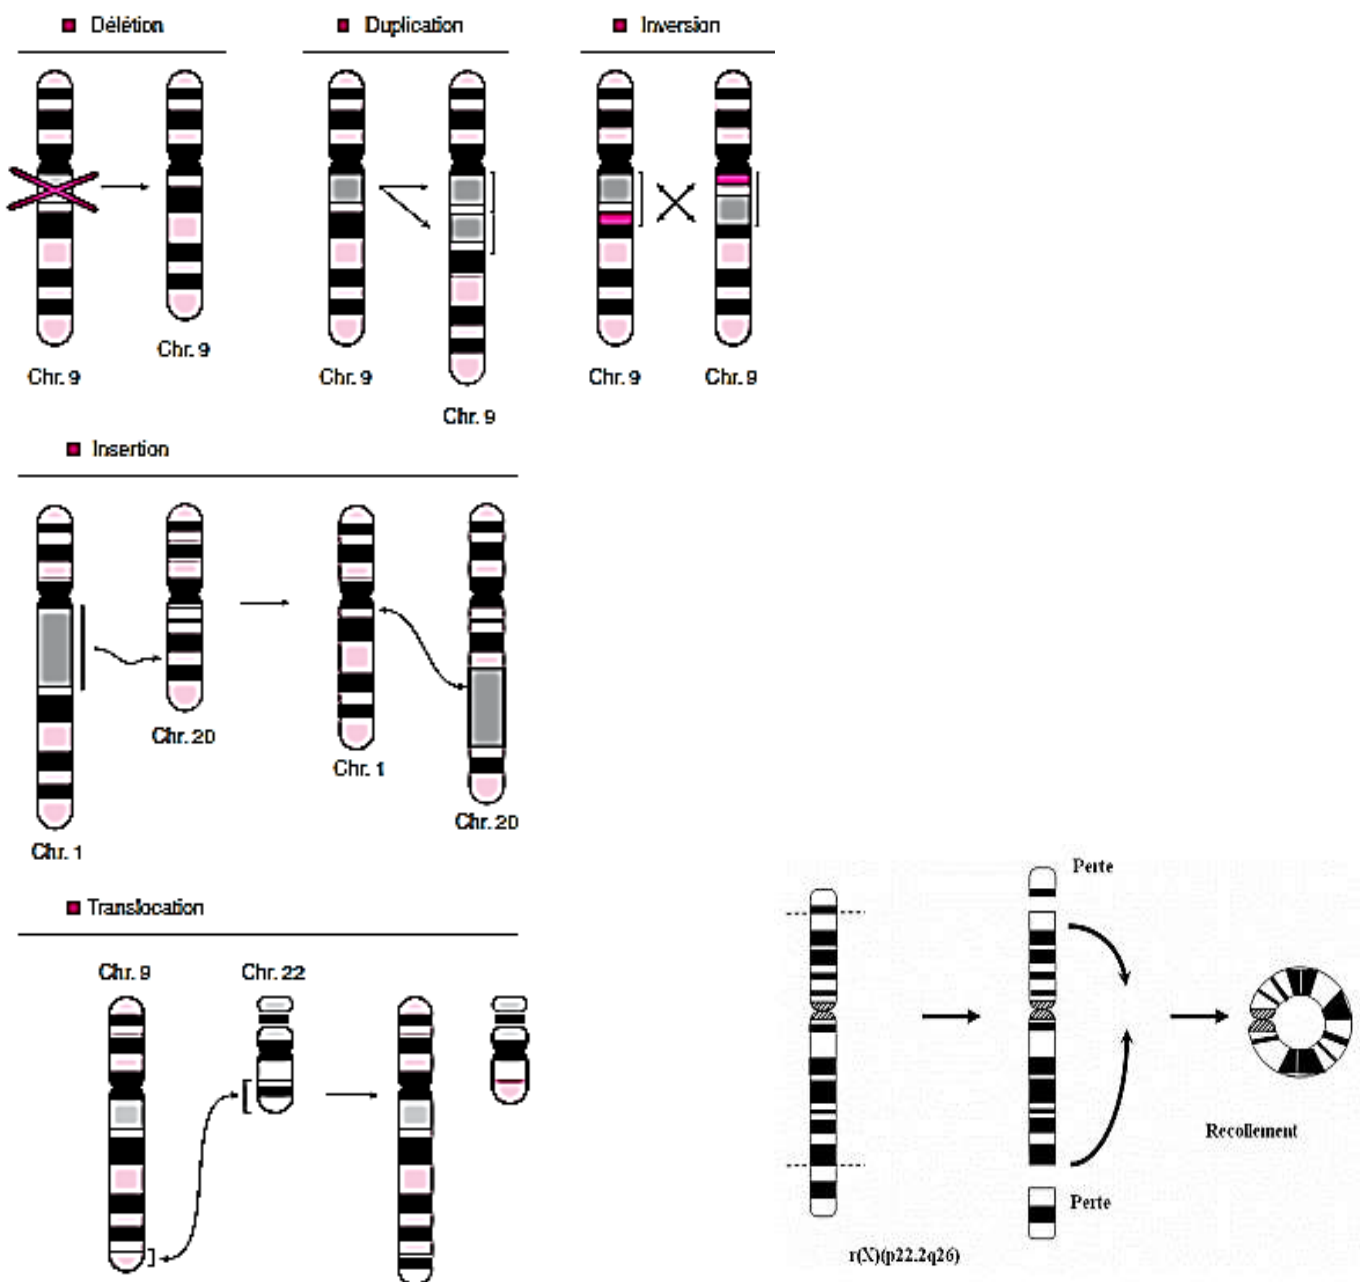 Délétion
Duplication
Inversion
Chr. 9
Chr. 9
Chr. 9
Chr. 9
Chr. 9
Chr. 9
Insertion
Chr. 1
Chr. 20
Chr. 1
Chr. 20
Translocation
Chr. 9
Chr. 22
Perte
Perte
Recollement
r(X)(p22.2q26)